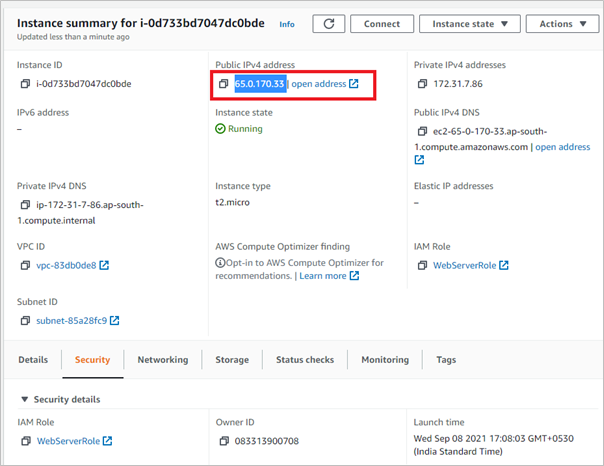 Instance summary for i-0d733bd7047dc0bde Info
Connect
Instance state
Actions
Updated less than a minute ago
Instance ID
i-0d733bd7047dc0bde
Public IPv4 address
65.0.170.33 | open address
Private IPv4 addresses
172.31.7.86
IPv6 address
–
Instance state
Running
Public IPv4 DNS
ec2-65-0-170-33.ap-south-
1.compute.amazonaws.com | open address
Private IPv4 DNS
ip-172-31-7-86.ap-south-
1.compute.internal
Instance type
t2.micro
Elastic IP addresses
–
VPC ID
vpc-83db0de8
AWS Compute Optimizer finding
Opt-in to AWS Compute Optimizer for
recommendations. | Learn more
IAM Role
WebServerRole
Subnet ID
subnet-85a28fc9
Details
Security
Networking
Storage
Status checks
Monitoring
Tags
Security details
IAM Role
WebServerRole
Owner ID
083313900708
Launch time
Wed Sep 08 2021 17:08:03 GMT+0530
(India Standard Time)